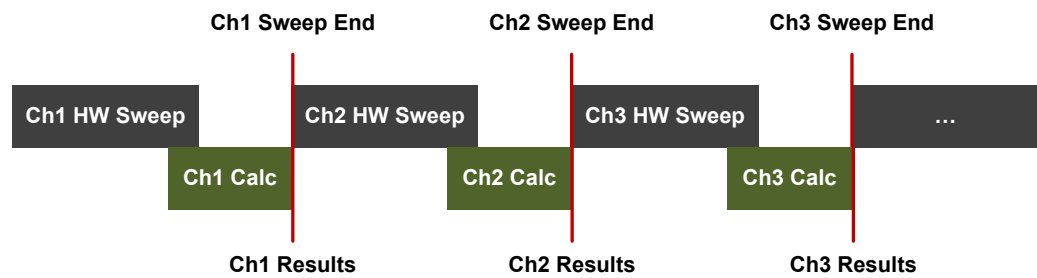 Ch1 Sweep End
Ch2 Sweep End
Ch3 Sweep End
Ch1 HW Sweep
Ch2 HW Sweep
Ch3 HW Sweep
...
Ch1 Calc
Ch2 Calc
Ch3 Calc
Ch1 Results
Ch2 Results
Ch3 Results